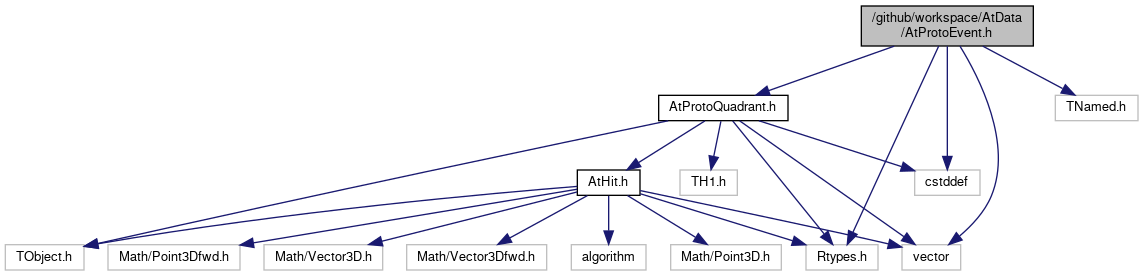 /github/workspace/AtData
/AtProtoEvent.h
AtProtoQuadrant.h
TNamed.h
AtHit.h
TH1.h
cstddef
TObject.h
Math/Point3Dfwd.h
Math/Vector3D.h
Math/Vector3Dfwd.h
algorithm
Math/Point3D.h
Rtypes.h
vector